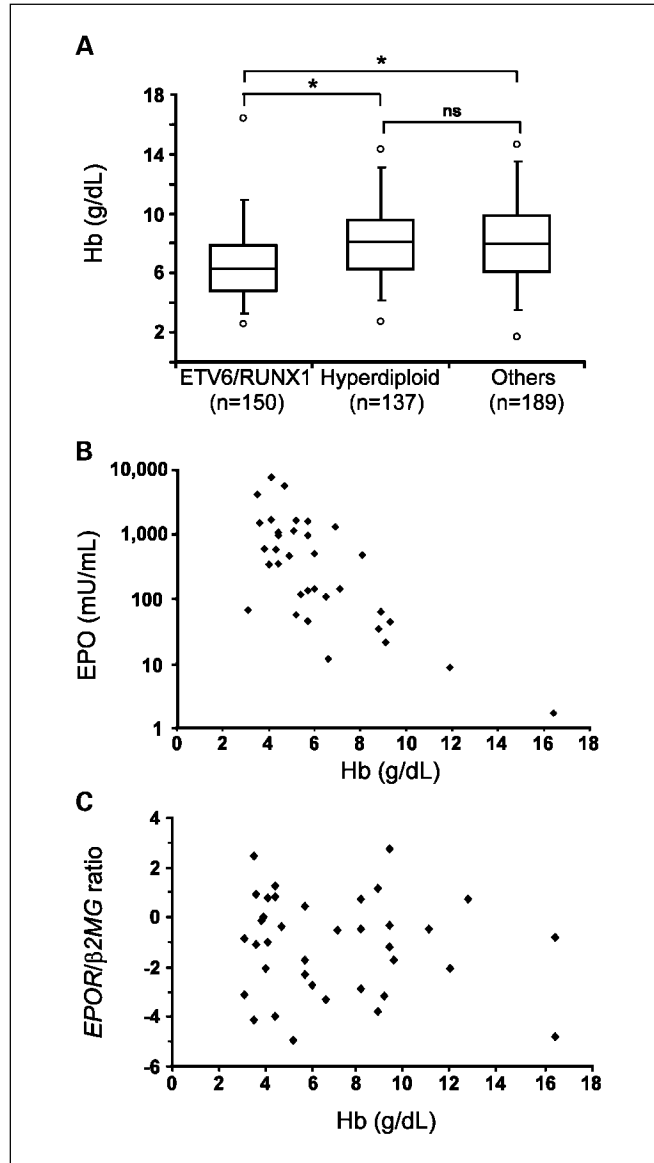 A
*
*
ns
18
14
10
6
2
Hb (g/dL)
ETV6/RUNX1 Hyperdiploid Others
(n=150) (n=137) (n=189)
B
10,000
1,000
100
10
1
EPO (mU/mL)
0 2 4 6 8 10 12 14 16 18
Hb (g/dL)
C
4
2
0
-2
-4
-6
EPOR/β2MG ratio
0 2 4 6 8 10 12 14 16 18
Hb (g/dL)